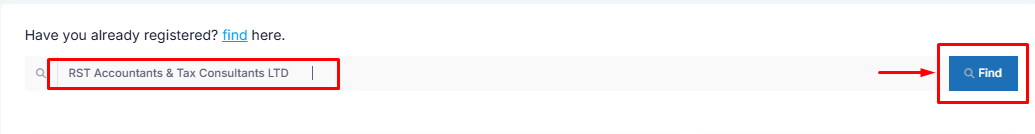 Have you already registered? find here.
RST Accountants & Tax Consultants LTD
Find